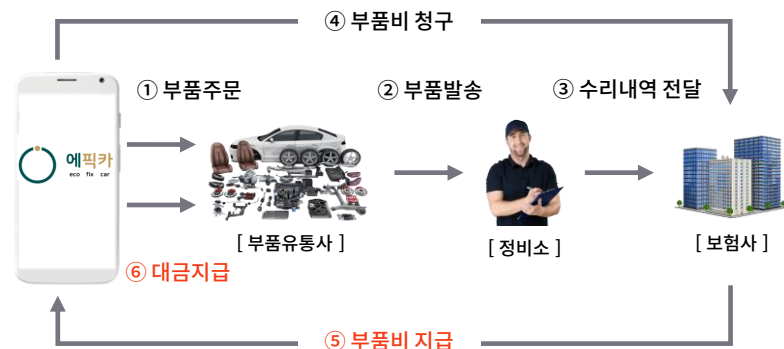 ④ 부품비 청구
① 부품주문
② 부품발송
③ 수리내역 전달
에픽카
eco fix car
[ 부품유통사 ]
[ 정비소 ]
[ 보험사 ]
⑥ 대금지급
⑤ 부품비 지급